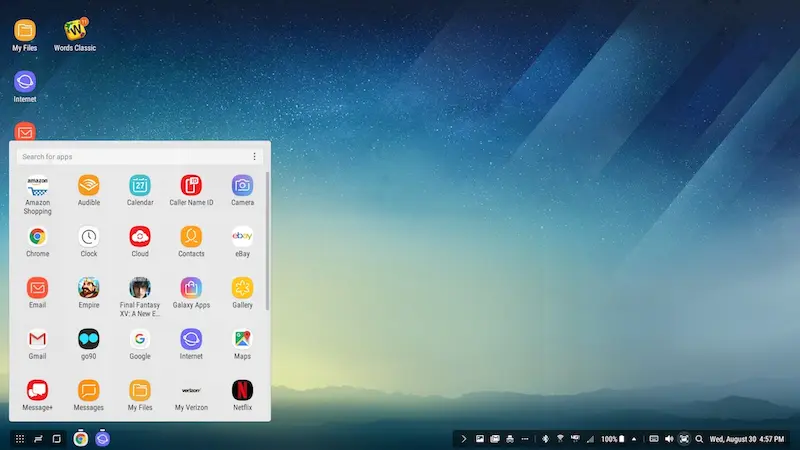 My Files
Words Classic
Internet
Search for apps
amazon
27
Amazon
Shopping
Audible
Calendar
Caller Name ID
Camera
ebay
Chrome
Clock
Cloud
Contacts
eBay
Email
Empire
Final Fantasy
XV: A New E...
Galaxy Apps
Gallery
G
Gmail
go90
Google
Internet
Maps
verizon
N
Message+
Messages
My Files
My Verizon
Netflix
100%
Wed, August 30 4:57 PM